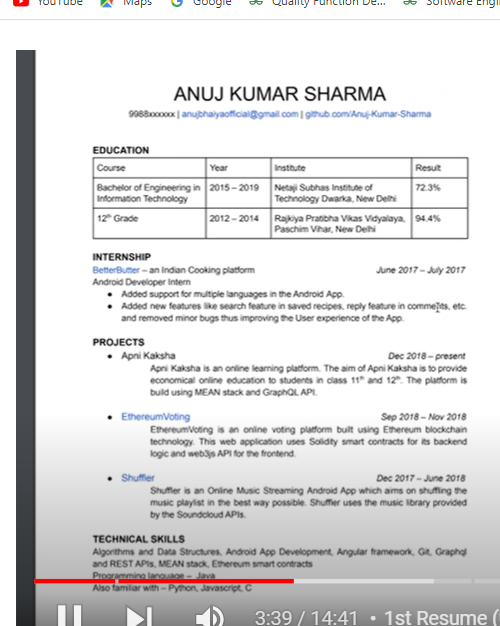 YouTube Maps Google Quality Function De... Software Engi
ANUJ KUMAR SHARMA
9988xxxxxx | anujbhaiyaofficial@gmail.com | github.com/Anuj-Kumar-Sharma
EDUCATION
Course Year Institute Result
Bachelor of Engineering in Information Technology 2015 – 2019 Netaji Subhas Institute of Technology Dwarka, New Delhi 72.3%
12th Grade 2012 – 2014 Rajkiya Pratibha Vikas Vidyalaya, Paschim Vihar, New Delhi 94.4%
INTERNSHIP
BetterButter – an Indian Cooking platform June 2017 – July 2017
Android Developer Intern
• Added support for multiple languages in the Android App.
• Added new features like search feature in saved recipes, reply feature in comments, etc.
and removed minor bugs thus improving the User experience of the App.
PROJECTS
• Apni Kaksha Dec 2018 – present
Apni Kaksha is an online learning platform. The aim of Apni Kaksha is to provide
economical online education to students in class 11th and 12th. The platform is
build using MEAN stack and GraphQL API.
• EthereumVoting Sep 2018 – Nov 2018
EthereumVoting is an online voting platform built using Ethereum blockchain
technology. This web application uses Solidity smart contracts for its backend
logic and web3js API for the frontend.
• Shuffler Dec 2017 – June 2018
Shuffler is an Online Music Streaming Android App which aims on shuffling the
music playlist in the best way possible. Shuffler uses the music library provided
by the Soundcloud APIs.
TECHNICAL SKILLS
Algorithms and Data Structures, Android App Development, Angular framework, Git, Graphql
and REST APIs, MEAN stack, Ethereum smart contracts
Programming language – Java
Also familiar with – Python, Javascript, C
3:39 / 14:41 • 1st Resume (